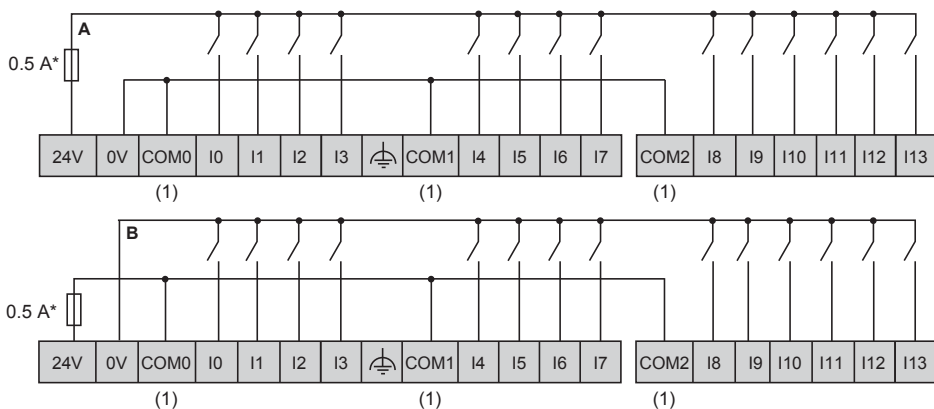 A
0.5 A*
24V 0V COM0 I0 I1 I2 I3 COM1 I4 I5 I6 I7 COM2 I8 I9 I10 I11 I12 I13
(1) (1) (1)
B
0.5 A*
24V 0V COM0 I0 I1 I2 I3 COM1 I4 I5 I6 I7 COM2 I8 I9 I10 I11 I12 I13
(1) (1) (1)